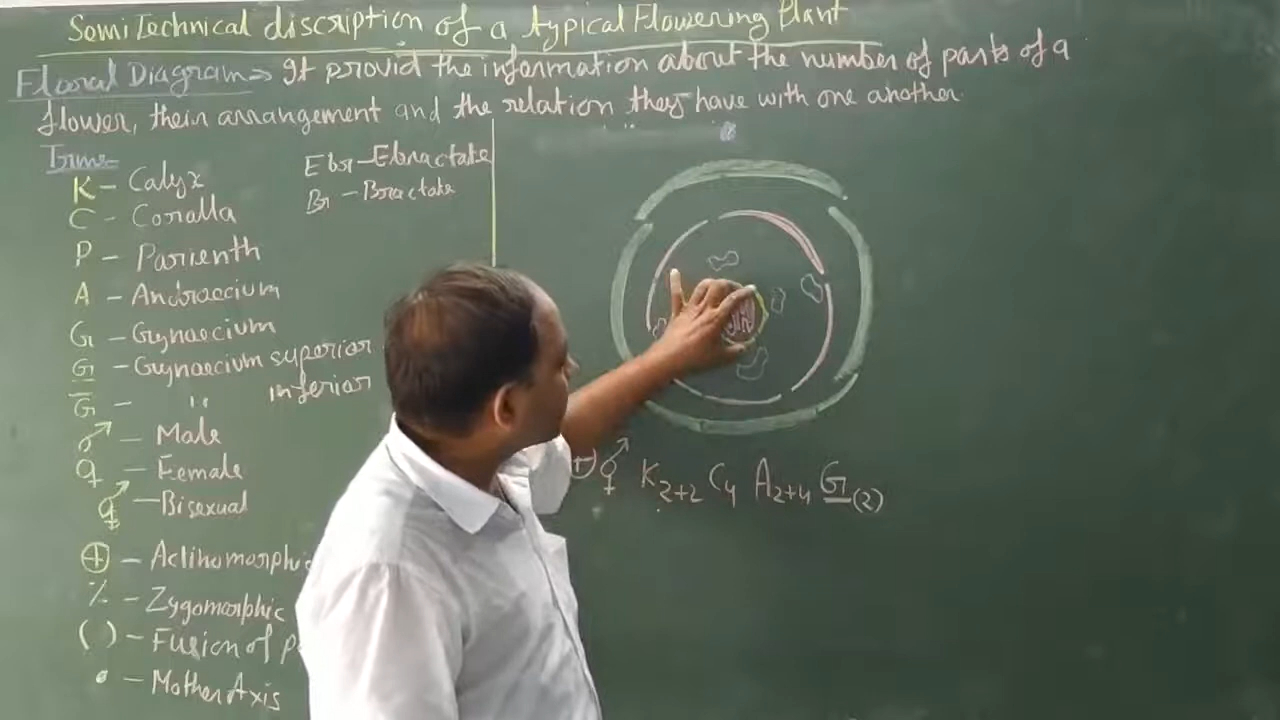 Semi Technical discription of a typical Flowering Plant
Floral Diagram⇒ It provid the information about the number of parts of a
flower, their arrangement and the relation they have with one another.
Terms-
K - Calyx
C - Coralla
P - Parienth
A - Andraecium
G - Gynaecium
G - Gynaecium superior
G - " inferior
♂ - Male
♀ - Female
⚥ - Bisexual
⊕ - Actinomorphic
% - Zygomorphic
( ) - Fusion of
• - Mother Axis
Ebr - Ebractate
Br - Bractate
⊕ ⚥ K2+2 C4 A2+4 G(2)